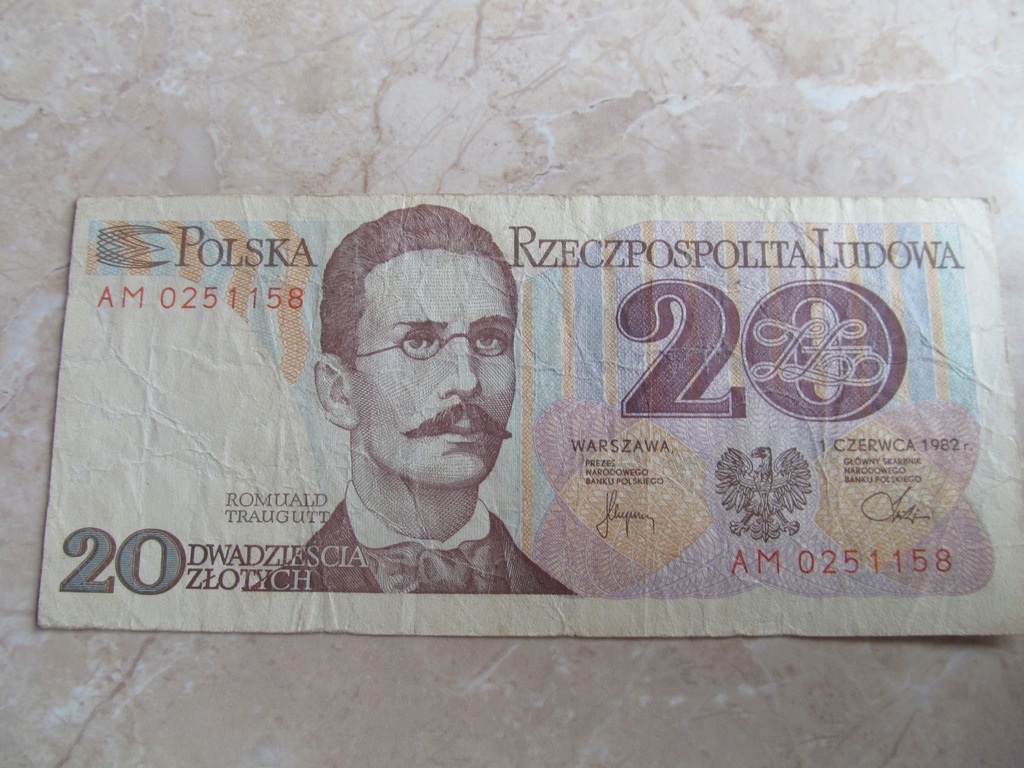 POLSKA RZECZPOSPOLITA LUDOWA
AM 0251158
20
WARSZAWA, 1 CZERWCA 1982 r.
PREZES
NARODOWEGO
BANKU POLSKIEGO
GŁÓWNY SKARBNIK
NARODOWEGO
BANKU POLSKIEGO
ROMUALD
TRAUGUTT
20 DWADZIEŚCIA
ZŁOTYCH
AM 0251158